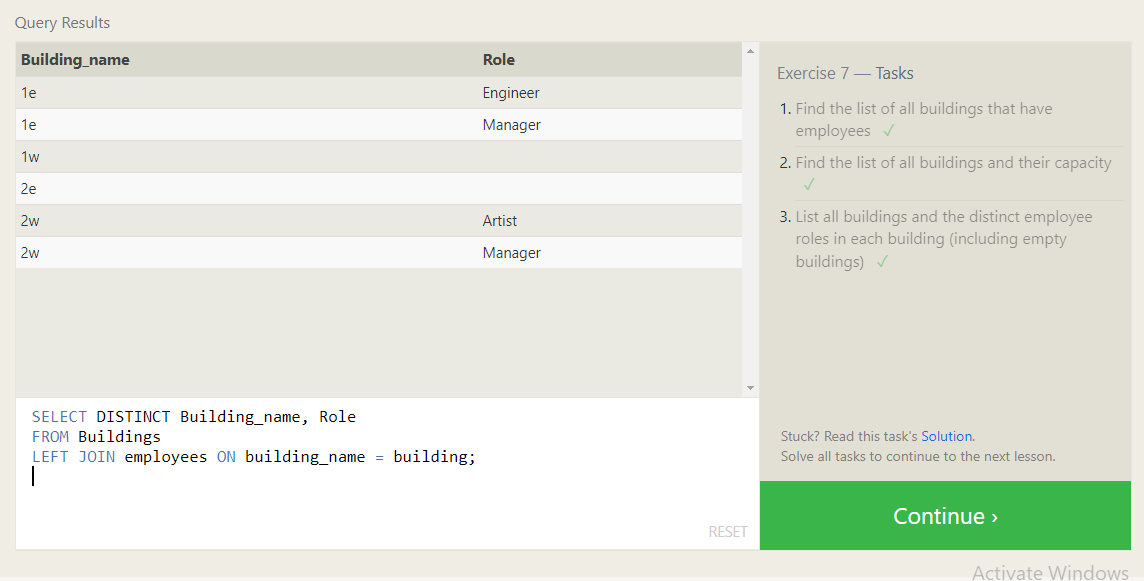 Query Results
Building_name Role
1e Engineer
1e Manager
1w
2e
2w Artist
2w Manager
SELECT DISTINCT Building_name, Role
FROM Buildings
LEFT JOIN employees ON building_name = building;
RESET
Exercise 7 — Tasks
1. Find the list of all buildings that have
employees ✓
2. Find the list of all buildings and their capacity
✓
3. List all buildings and the distinct employee
roles in each building (including empty
buildings) ✓
Stuck? Read this task's Solution.
Solve all tasks to continue to the next lesson.
Continue ›
Activate Windows